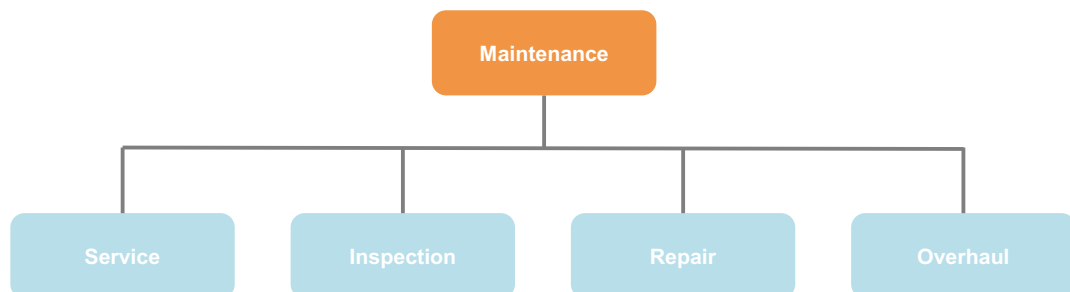 Maintenance
Service
Inspection
Repair
Overhaul